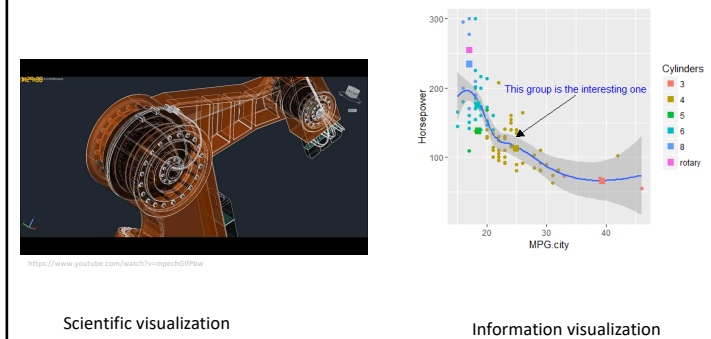 https://www.youtube.com/watch?v=mpechGlfPbw
Scientific visualization
300
200
100
Horsepower
This group is the interesting one
20
30
40
MPG.city
Cylinders
3
4
5
6
8
rotary
Information visualization